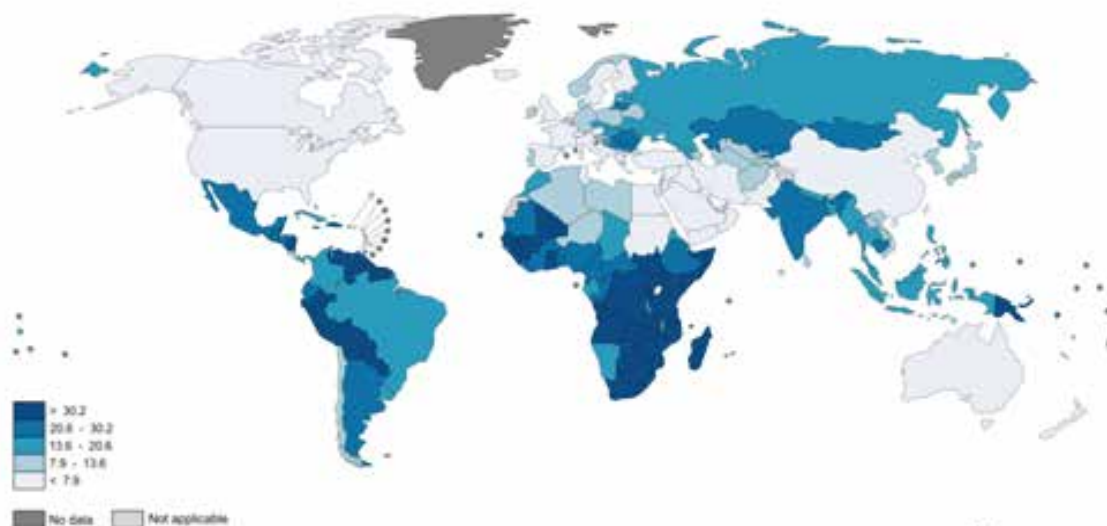 > 30.2
20.6 - 30.2
13.6 - 20.6
7.9 - 13.6
< 7.9
No data
Not applicable